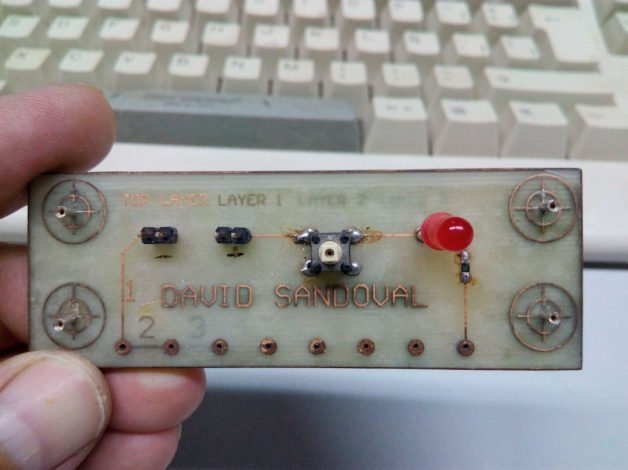 TOP LAYER LAYER 1 LAYER 2
1
DAVID SANDOVAL
2 3